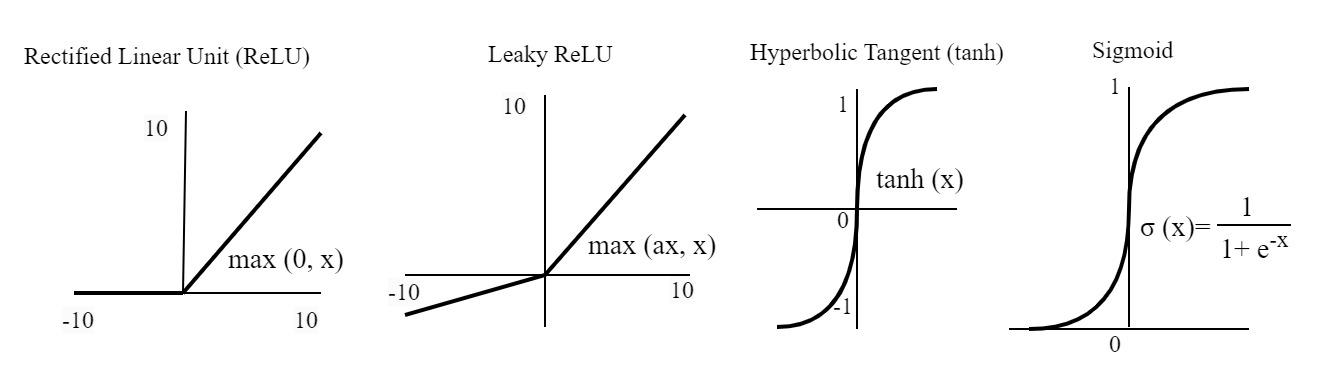 Rectified Linear Unit (ReLU)
10
max (0, x)
-10
10
Leaky ReLU
10
max (ax, x)
-10
10
Hyperbolic Tangent (tanh)
1
tanh (x)
0
-1
Sigmoid
1
σ (x)= 1
1+ e-x
0